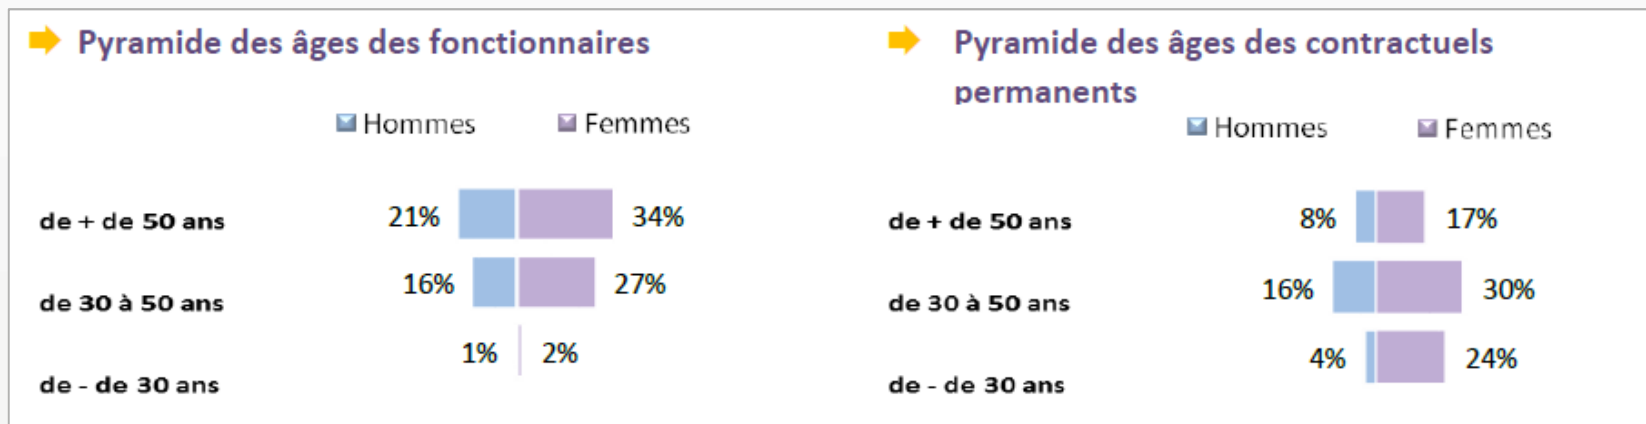 Pyramide des âges des fonctionnaires
Hommes Femmes
de + de 50 ans 21% 34%
de 30 à 50 ans 16% 27%
de - de 30 ans 1% 2%
Pyramide des âges des contractuels
permanents
Hommes Femmes
de + de 50 ans 8% 17%
de 30 à 50 ans 16% 30%
de - de 30 ans 4% 24%